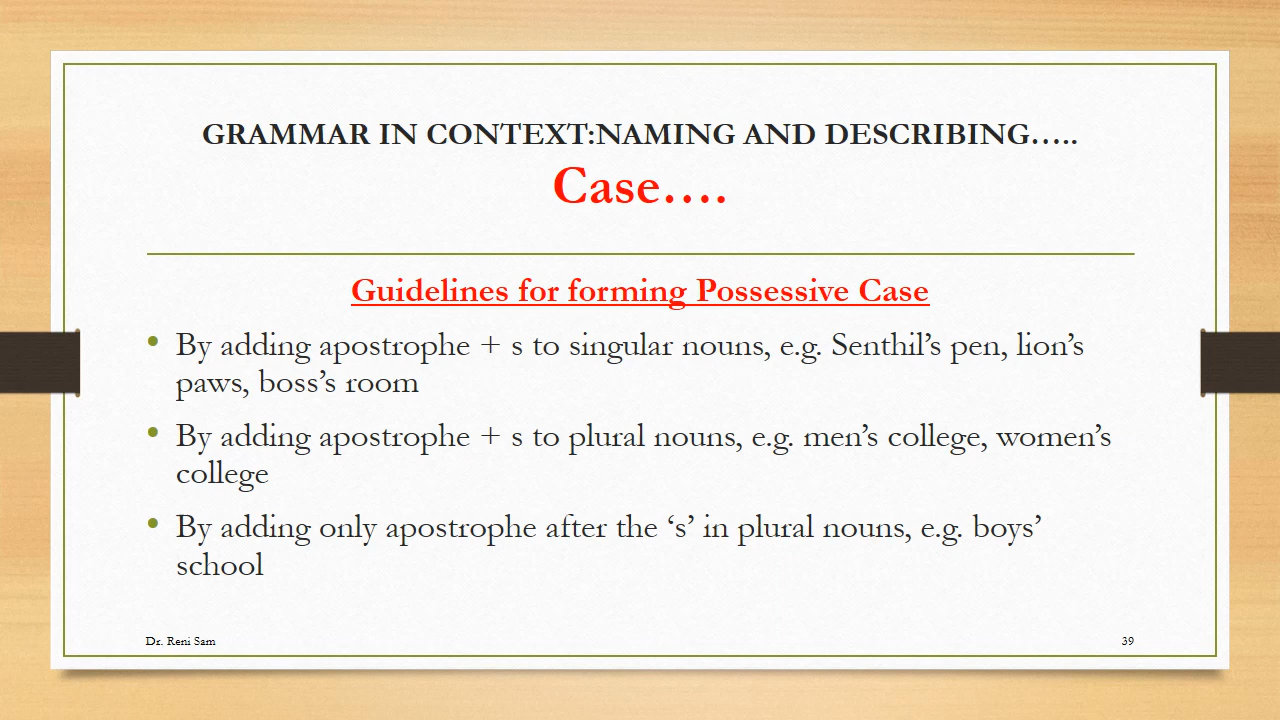 GRAMMAR IN CONTEXT:NAMING AND DESCRIBING…..
Case….
Guidelines for forming Possessive Case
• By adding apostrophe + s to singular nouns, e.g. Senthil’s pen, lion’s
paws, boss’s room
• By adding apostrophe + s to plural nouns, e.g. men’s college, women’s
college
• By adding only apostrophe after the ‘s’ in plural nouns, e.g. boys’
school
Dr. Reni Sam
39